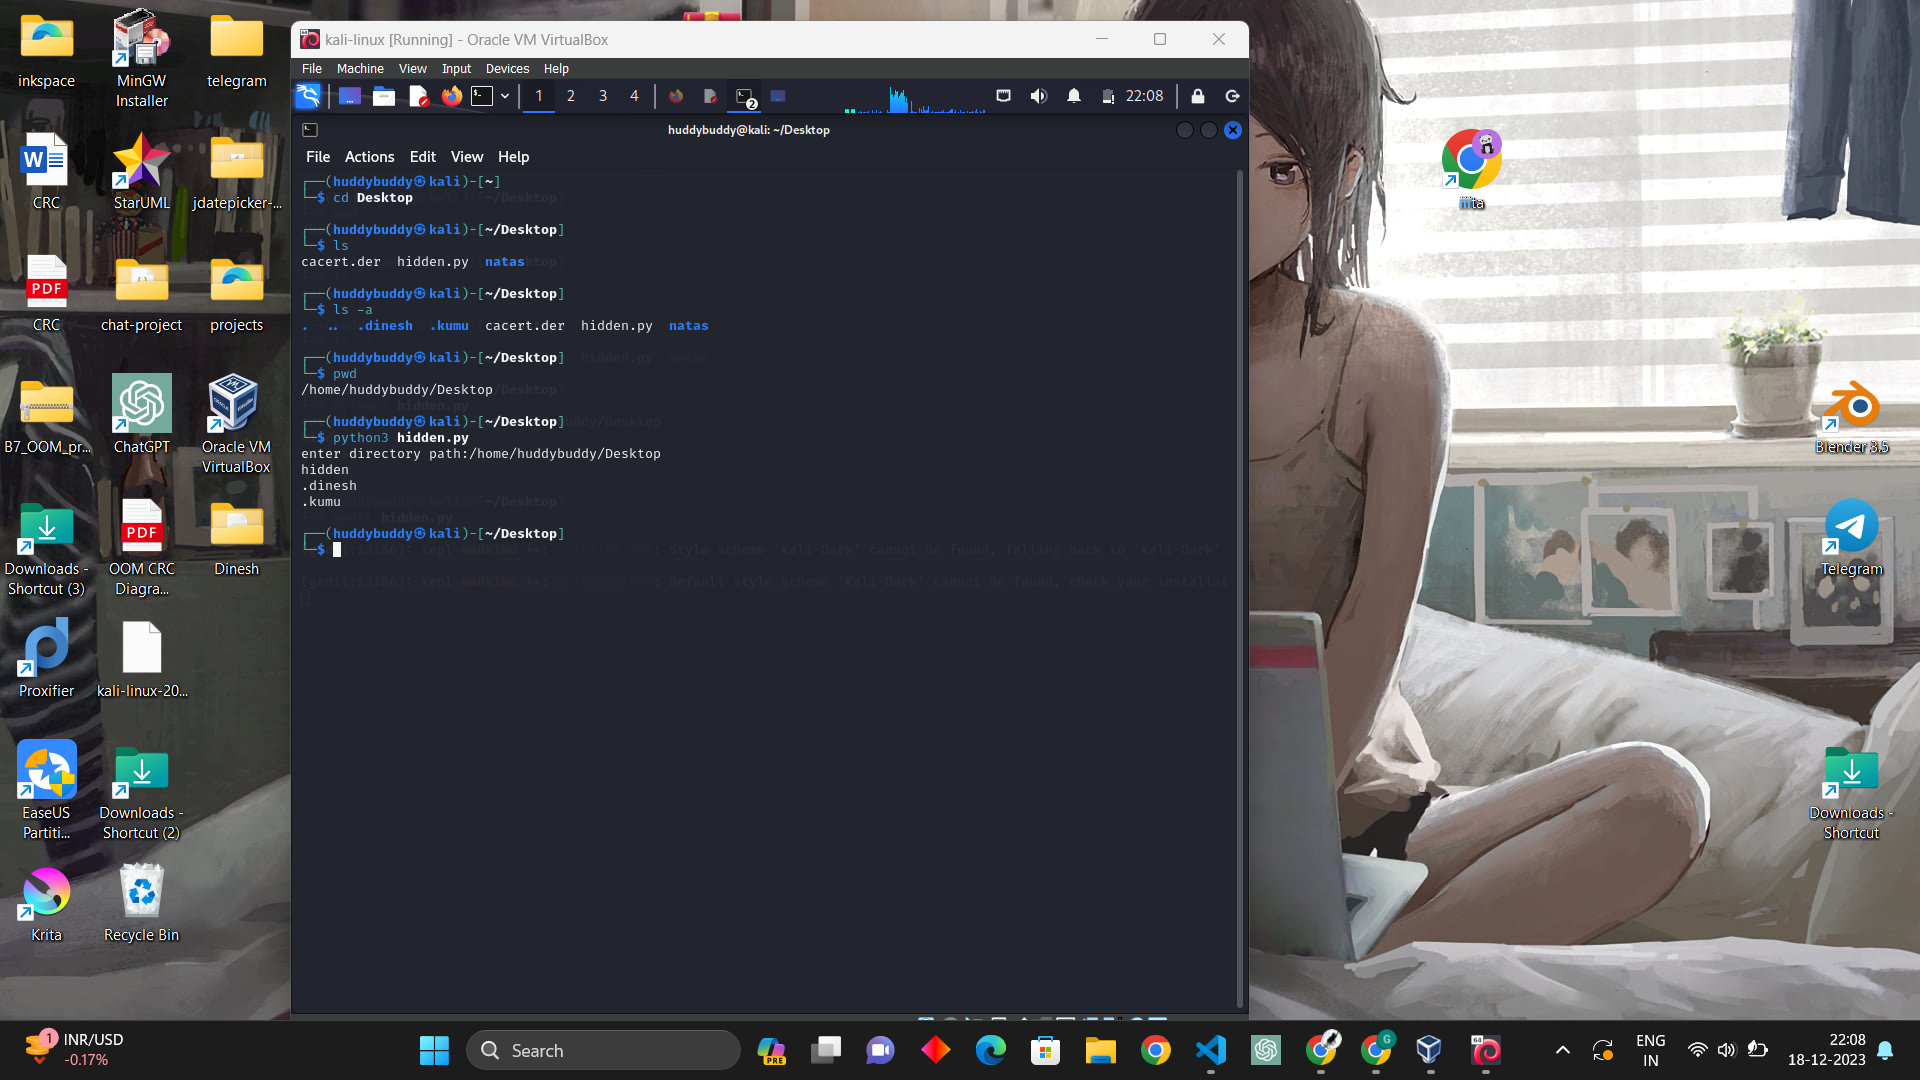 kali-linux [Running] - Oracle VM VirtualBox
File Machine View Input Devices Help
1 2 3 4 2 22:08
huddybuddy@kali: ~/Desktop
File Actions Edit View Help
┌──(huddybuddy㉿kali)-[~]
└─$ cd Desktop
┌──(huddybuddy㉿kali)-[~/Desktop]
└─$ ls
cacert.der hidden.py natas
┌──(huddybuddy㉿kali)-[~/Desktop]
└─$ ls -a
. .. .dinesh .kumu cacert.der hidden.py natas
┌──(huddybuddy㉿kali)-[~/Desktop]
└─$ pwd
/home/huddybuddy/Desktop
┌──(huddybuddy㉿kali)-[~/Desktop]
└─$ python3 hidden.py
enter directory path:/home/huddybuddy/Desktop
hidden
.dinesh
.kumu
┌──(huddybuddy㉿kali)-[~/Desktop]
└─$
inkspace
MinGW
Installer
telegram
CRC
StarUML
jdatepicker-...
CRC
chat-project
projects
B7_OOM_pr...
ChatGPT
Oracle VM
VirtualBox
Downloads -
Shortcut (3)
OOM CRC
Diagra...
Dinesh
Proxifier
kali-linux-20...
EaseUS
Partiti...
Downloads -
Shortcut (2)
Krita
Recycle Bin
Blender 3.5
Telegram
Downloads -
Shortcut
1
INR/USD
-0.17%
Search
PRE
G
64
ENG
IN
22:08
18-12-2023